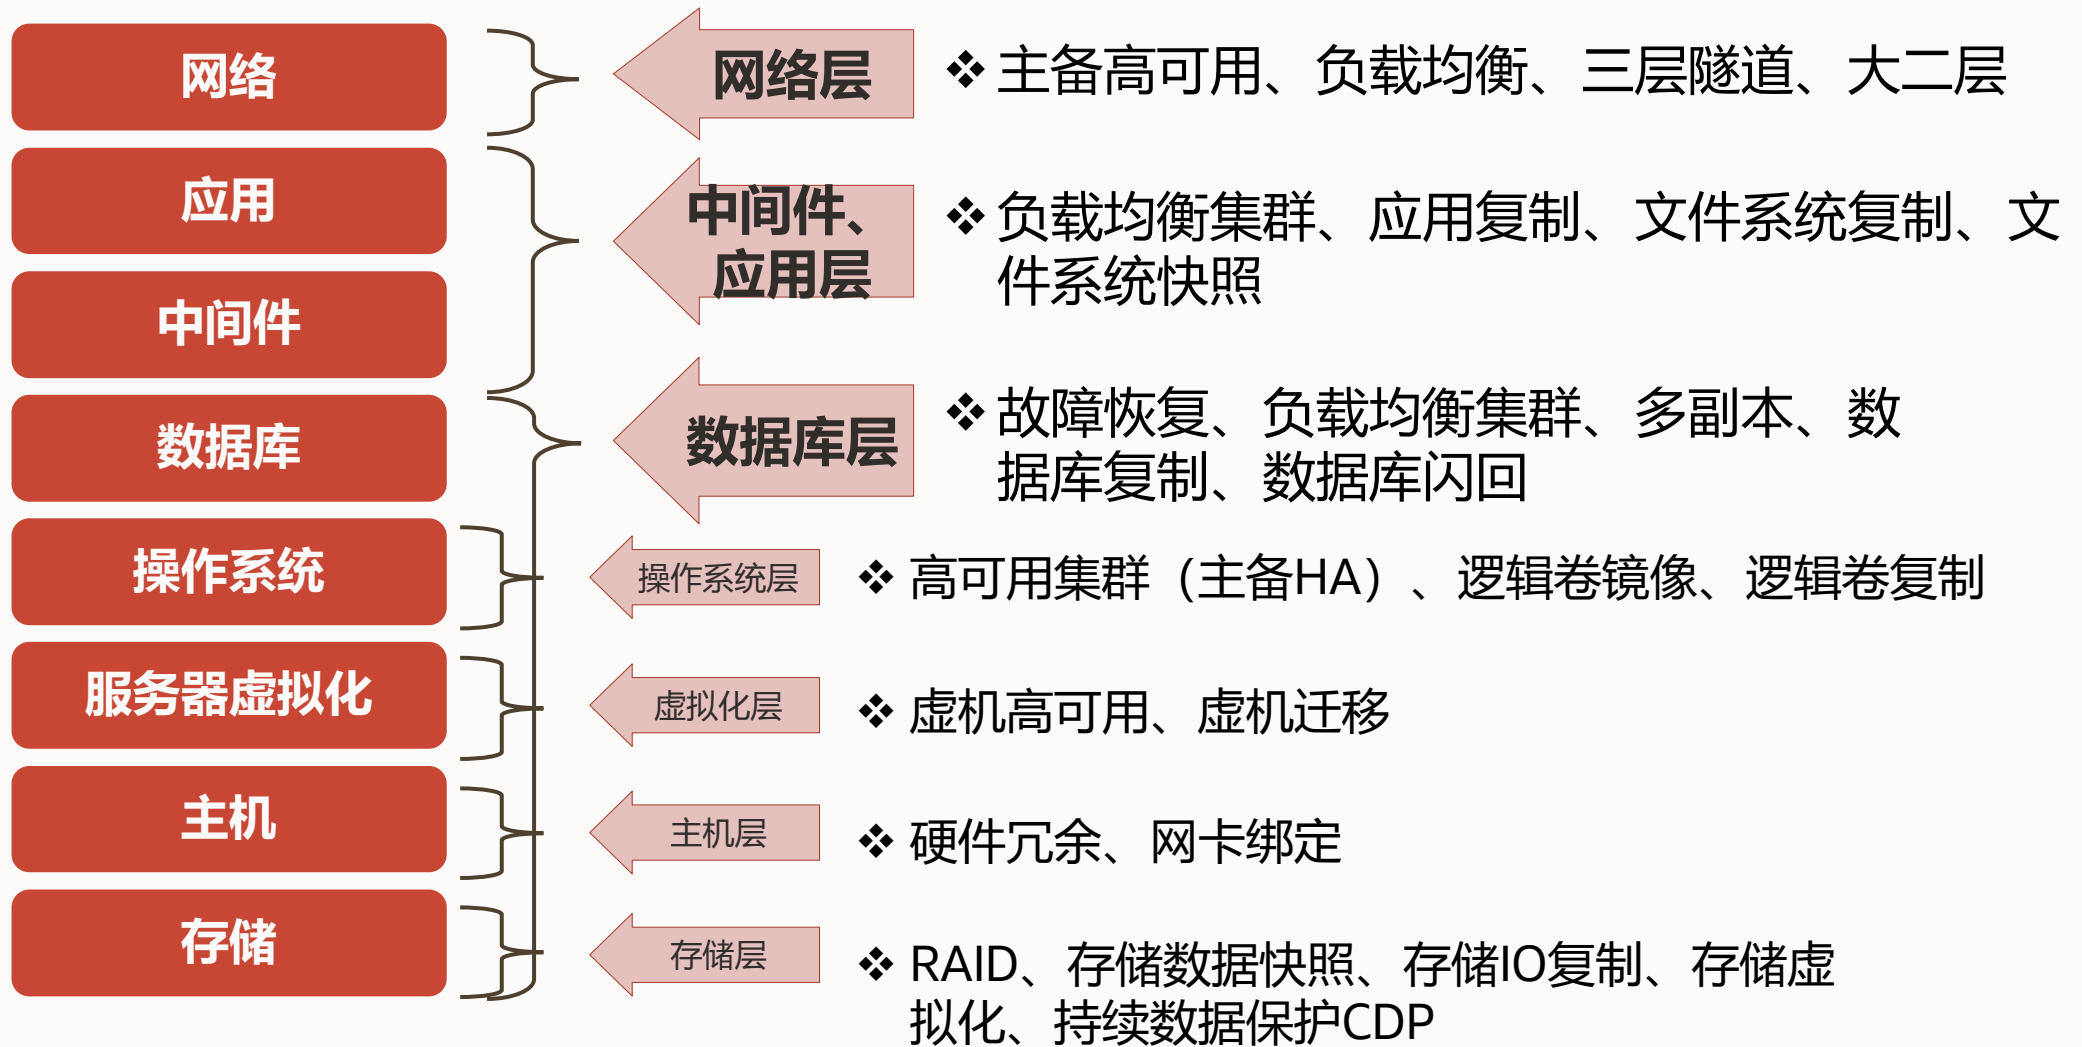 网络
网络层
❖ 主备高可用、负载均衡、三层隧道、大二层
应用
中间件
中间件、
应用层
❖ 负载均衡集群、应用复制、文件系统复制、文
件系统快照
数据库
数据库层
❖ 故障恢复、负载均衡集群、多副本、数
据库复制、数据库闪回
操作系统
操作系统层
❖ 高可用集群（主备HA）、逻辑卷镜像、逻辑卷复制
服务器虚拟化
虚拟化层
❖ 虚机高可用、虚机迁移
主机
主机层
❖ 硬件冗余、网卡绑定
存储
存储层
❖ RAID、存储数据快照、存储IO复制、存储虚
拟化、持续数据保护CDP